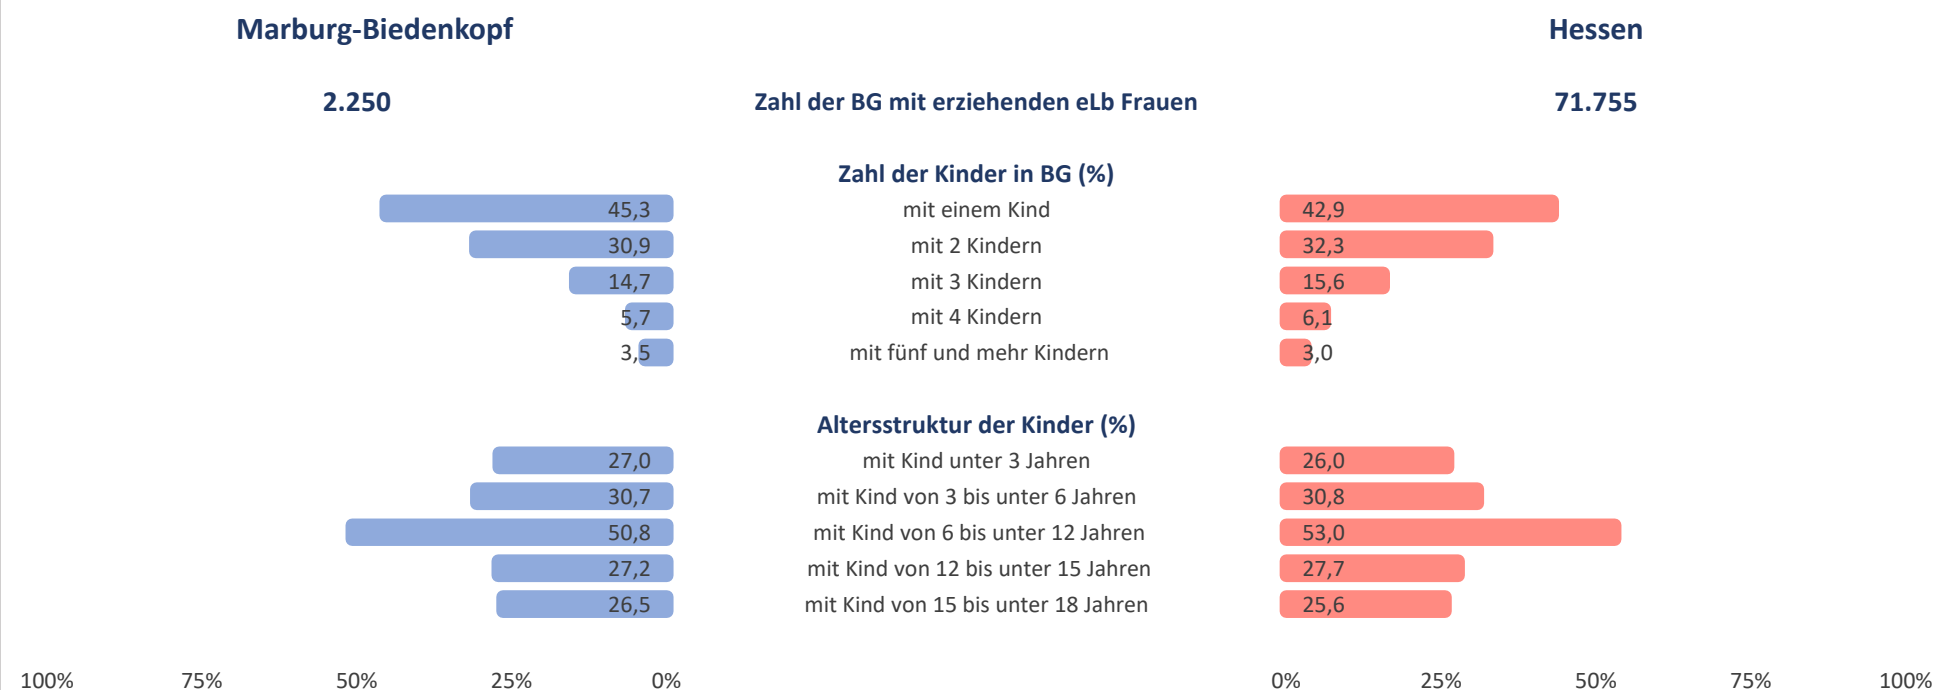 Marburg-Biedenkopf Hessen
2.250 Zahl der BG mit erziehenden eLb Frauen 71.755
Zahl der Kinder in BG (%)
45,3 mit einem Kind 42,9
30,9 mit 2 Kindern 32,3
14,7 mit 3 Kindern 15,6
5,7 mit 4 Kindern 6,1
3,5 mit fünf und mehr Kindern 3,0
Altersstruktur der Kinder (%)
27,0 mit Kind unter 3 Jahren 26,0
30,7 mit Kind von 3 bis unter 6 Jahren 30,8
50,8 mit Kind von 6 bis unter 12 Jahren 53,0
27,2 mit Kind von 12 bis unter 15 Jahren 27,7
26,5 mit Kind von 15 bis unter 18 Jahren 25,6
100% 75% 50% 25% 0% 0% 25% 50% 75% 100%